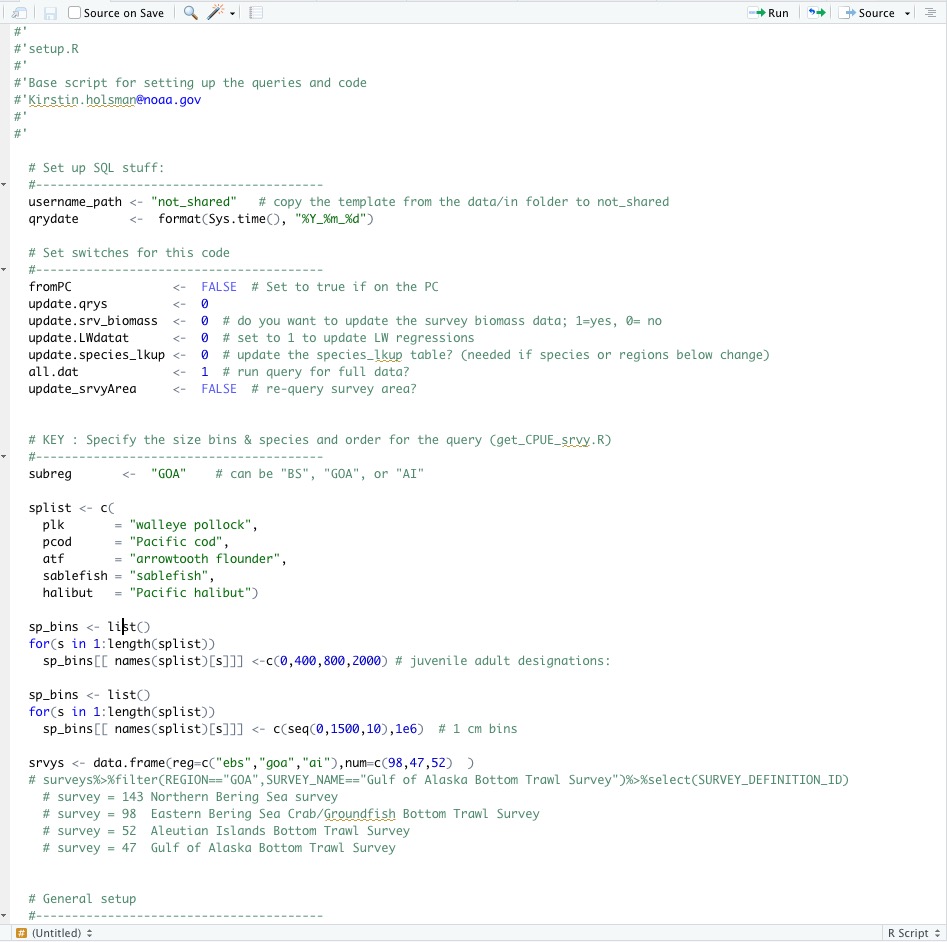 Source on Save
Run
Source
#'
#'setup.R
#'
#'Base script for setting up the queries and code
#'Kirstin.holsman@noaa.gov
#'
#'
# Set up SQL stuff:
#----------------------------------------
username_path <- "not_shared"   # copy the template from the data/in folder to not_shared
qrydate       <-  format(Sys.time(), "%Y_%m_%d")
# Set switches for this code
#----------------------------------------
fromPC              <-  FALSE  # Set to true if on the PC
update.qrys         <-  0
update.srv_biomass  <-  0  # do you want to update the survey biomass data; 1=yes, 0= no
update.LWdatat      <-  0  # set to 1 to update LW regressions
update.species_lkup <-  0  # update the species_lkup table? (needed if species or regions below change)
all.dat             <-  1  # run query for full data?
update_srvyArea     <-  FALSE  # re-query survey area?
# KEY : Specify the size bins & species and order for the query (get_CPUE_srvy.R)
#----------------------------------------
subreg       <-  "GOA"    # can be "BS", "GOA", or "AI"
splist <- c(
  plk       = "walleye pollock",
  pcod      = "Pacific cod",
  atf       = "arrowtooth flounder",
  sablefish = "sablefish",
  halibut   = "Pacific halibut")
sp_bins <- list()
for(s in 1:length(splist))
  sp_bins[[ names(splist)[s]]] <-c(0,400,800,2000) # juvenile adult designations:
sp_bins <- list()
for(s in 1:length(splist))
  sp_bins[[ names(splist)[s]]] <- c(seq(0,1500,10),1e6)  # 1 cm bins
srvys <- data.frame(reg=c("ebs","goa","ai"),num=c(98,47,52)  )
# surveys%>%filter(REGION=="GOA",SURVEY_NAME=="Gulf of Alaska Bottom Trawl Survey")%>%select(SURVEY_DEFINITION_ID)
  # survey = 143 Northern Bering Sea survey
  # survey = 98  Eastern Bering Sea Crab/Groundfish Bottom Trawl Survey
  # survey = 52  Aleutian Islands Bottom Trawl Survey
  # survey = 47  Gulf of Alaska Bottom Trawl Survey
# General setup
#----------------------------------------
# (Untitled)
R Script